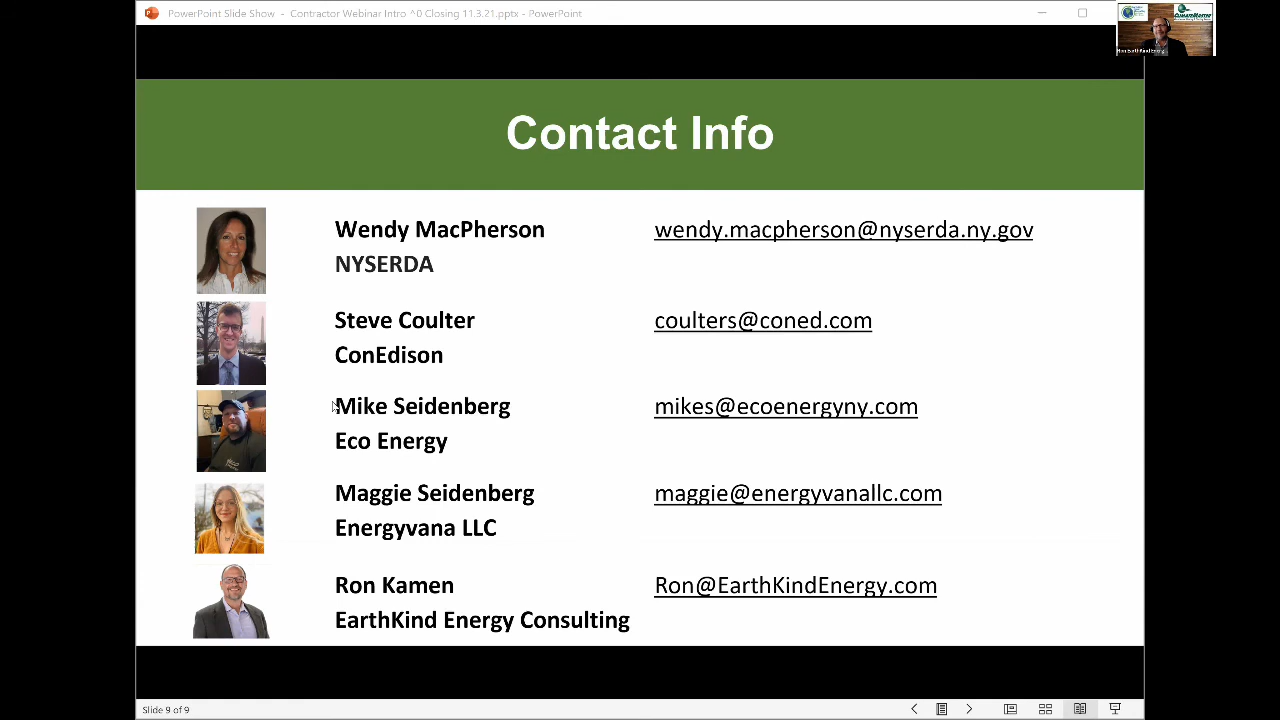 PowerPoint Slide Show - Contractor Webinar Intro ^0 Closing 11.3.21.pptx - PowerPoint
Contact Info
Wendy MacPherson
wendy.macpherson@nyserda.ny.gov
NYSERDA
Steve Coulter
coulters@coned.com
ConEdison
Mike Seidenberg
mikes@ecoenergyny.com
Eco Energy
Maggie Seidenberg
maggie@energyvanallc.com
Energyvana LLC
Ron Kamen
Ron@EarthKindEnergy.com
EarthKind Energy Consulting
Slide 9 of 9